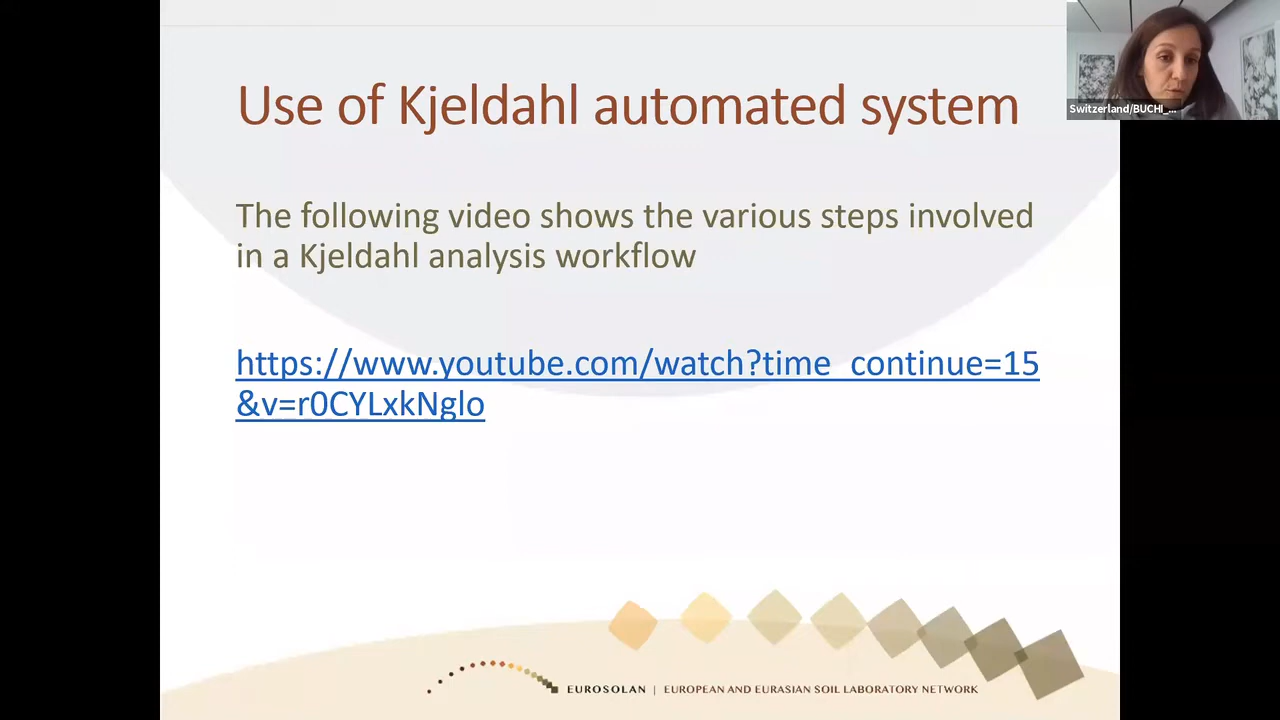 Use of Kjeldahl automated system
Switzerland/BUCHI_...
The following video shows the various steps involved
in a Kjeldahl analysis workflow
https://www.youtube.com/watch?time_continue=15
&v=r0CYLxkNglo
EUROSOLAN | EUROPEAN AND EURASIAN SOIL LABORATORY NETWORK